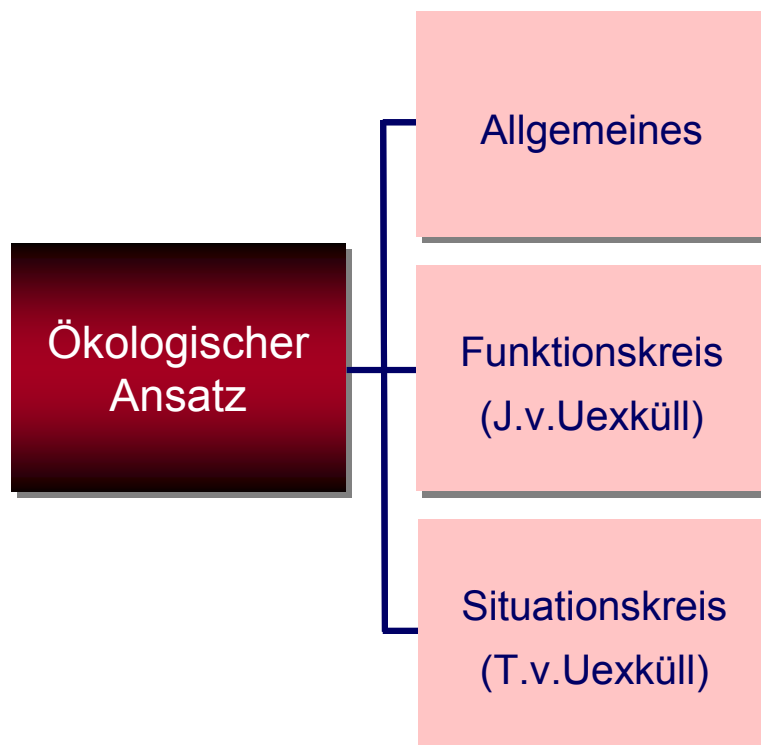 Ökologischer
Ansatz
Allgemeines
Funktionskreis
(J.v.Uexküll)
Situationskreis
(T.v.Uexküll)